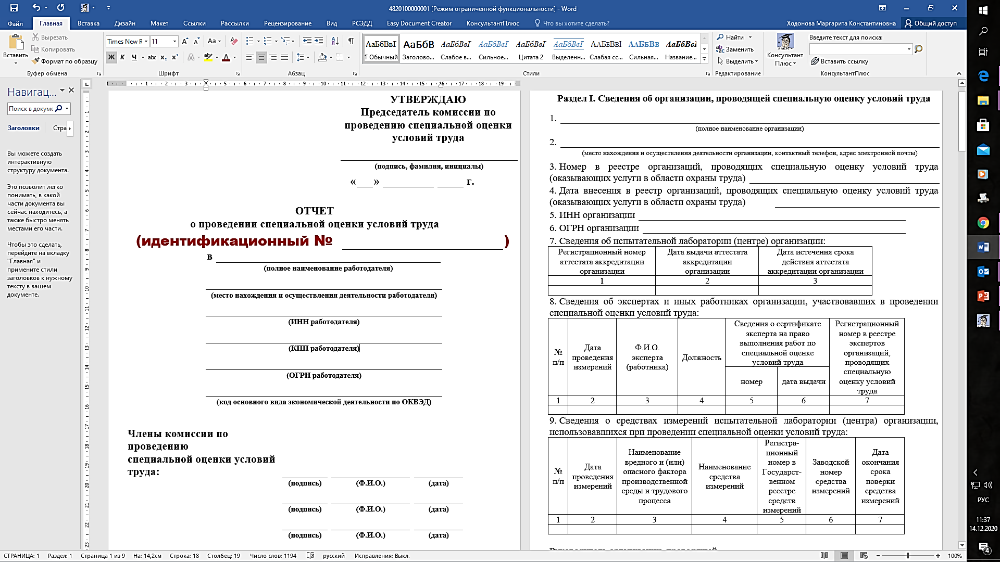 4820100000001 [Режим ограниченной функциональности] - Word
Файл Главная Вставка Дизайн Макет Ссылки Рассылки Рецензирование Вид РСЭДД Easy Document Creator КонсультантПлюс Что вы хотите сделать? Ходонова Маргарита Константиновна Общий доступ
Вставить
Вырезать
Копировать
Формат по образцу
Буфер обмена
Times New R 11
Ж К Ч abc x₂ x²
Шрифт
Абзац
АаБбВвI АаБбВ АаБбВвI АаБбВвI АаБбВвI АаБбВвI АаБбВвI АаБбВв АаБбВвI
¶ Обычный Заголово... Слабое в... Сильное... Цитата 2 Выделенн... Слабая сс... Сильная... Название...
Стили
Найти
Заменить
Выделить
Редактирование
Консультант
Плюс
Введите текст для поиска:
Вставить ссылку
КонсультантПлюс
Навигац...
Поиск в докуме
Заголовки Стра
Вы можете создать
интерактивную
структуру документа.
Это позволит легко
понимать, в какой
части документа вы
сейчас находитесь, а
также быстро менять
местами его части.
Чтобы это сделать,
перейдите на вкладку
"Главная" и
примените стили
заголовков к нужному
тексту в вашем
документе.
УТВЕРЖДАЮ
Председатель комиссии по
проведению специальной оценки
условий труда
(подпись, фамилия, инициалы)
«___» __________ _____ г.
ОТЧЕТ
о проведении специальной оценки условий труда
(идентификационный № ____________________)
в
(полное наименование работодателя)
(место нахождения и осуществления деятельности работодателя)
(ИНН работодателя)
(КПП работодателя)
(ОГРН работодателя)
(код основного вида экономической деятельности по ОКВЭД)
Члены комиссии по
проведению
специальной оценки условий
труда:
(подпись) (Ф.И.О.) (дата)
(подпись) (Ф.И.О.) (дата)
(подпись) (Ф.И.О.) (дата)
Раздел I. Сведения об организации, проводящей специальную оценку условий труда
1.
(полное наименование организации)
2.
(место нахождения и осуществления деятельности организации, контактный телефон, адрес электронной почты)
3. Номер в реестре организаций, проводящих специальную оценку условий труда
(оказывающих услуги в области охраны труда)
4. Дата внесения в реестр организаций, проводящих специальную оценку условий труда
(оказывающих услуги в области охраны труда)
5. ИНН организации
6. ОГРН организации
7. Сведения об испытательной лаборатории (центре) организации:
Регистрационный номер аттестата аккредитации организации
Дата выдачи аттестата аккредитации организации
Дата истечения срока действия аттестата аккредитации организации
1 2 3
8. Сведения об экспертах и иных работниках организации, участвовавших в проведении
специальной оценки условий труда:
№ п/п
Дата проведения измерений
Ф.И.О. эксперта (работника)
Должность
Сведения о сертификате эксперта на право выполнения работ по специальной оценке условий труда
номер
дата выдачи
Регистрационный номер в реестре экспертов организаций, проводящих специальную оценку условий труда
1 2 3 4 5 6 7
9. Сведения о средствах измерений испытательной лаборатории (центра) организации,
использовавшихся при проведении специальной оценки условий труда:
№ п/п
Дата проведения измерений
Наименование вредного и (или) опасного фактора производственной среды и трудового процесса
Наименование средства измерений
Регистра-ционный номер в Государст-венном реестре средств измерений
Заводской номер средства измерений
Дата окончания срока поверки средства измерений
1 2 3 4 5 6 7
СТРАНИЦА: 1 Раздел: 1 Страница 1 из 9 На: 14,2см Строка: 18 Столбец: 19 Число слов: 1194 русский Исправления: Выкл. 100%
РУС
11:37
14.12.2020
4